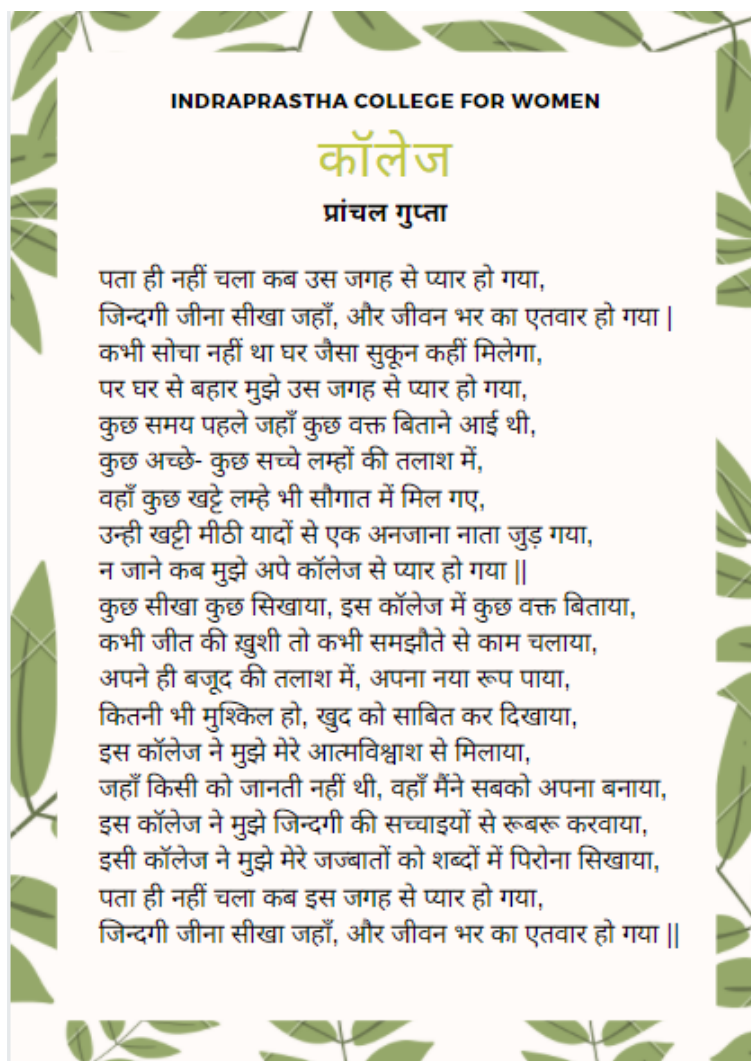 INDRAPRASTHA COLLEGE FOR WOMEN
कॉलेज
प्रांचल गुप्ता
पता ही नहीं चला कब उस जगह से प्यार हो गया,
जिन्दगी जीना सीखा जहाँ, और जीवन भर का एतवार हो गया |
कभी सोचा नहीं था घर जैसा सुकून कहीं मिलेगा,
पर घर से बहार मुझे उस जगह से प्यार हो गया,
कुछ समय पहले जहाँ कुछ वक्त बिताने आई थी,
कुछ अच्छे- कुछ सच्चे लम्हों की तलाश में,
वहाँ कुछ खट्टे लम्हे भी सौगात में मिल गए,
उन्ही खट्टी मीठी यादों से एक अनजाना नाता जुड़ गया,
न जाने कब मुझे अपे कॉलेज से प्यार हो गया ||
कुछ सीखा कुछ सिखाया, इस कॉलेज में कुछ वक्त बिताया,
कभी जीत की ख़ुशी तो कभी समझौते से काम चलाया,
अपने ही बजूद की तलाश में, अपना नया रूप पाया,
कितनी भी मुश्किल हो, खुद को साबित कर दिखाया,
इस कॉलेज ने मुझे मेरे आत्मविश्वाश से मिलाया,
जहाँ किसी को जानती नहीं थी, वहाँ मैंने सबको अपना बनाया,
इस कॉलेज ने मुझे जिन्दगी की सच्चाइयों से रूबरू करवाया,
इसी कॉलेज ने मुझे मेरे जज्बातों को शब्दों में पिरोना सिखाया,
पता ही नहीं चला कब इस जगह से प्यार हो गया,
जिन्दगी जीना सीखा जहाँ, और जीवन भर का एतवार हो गया ||